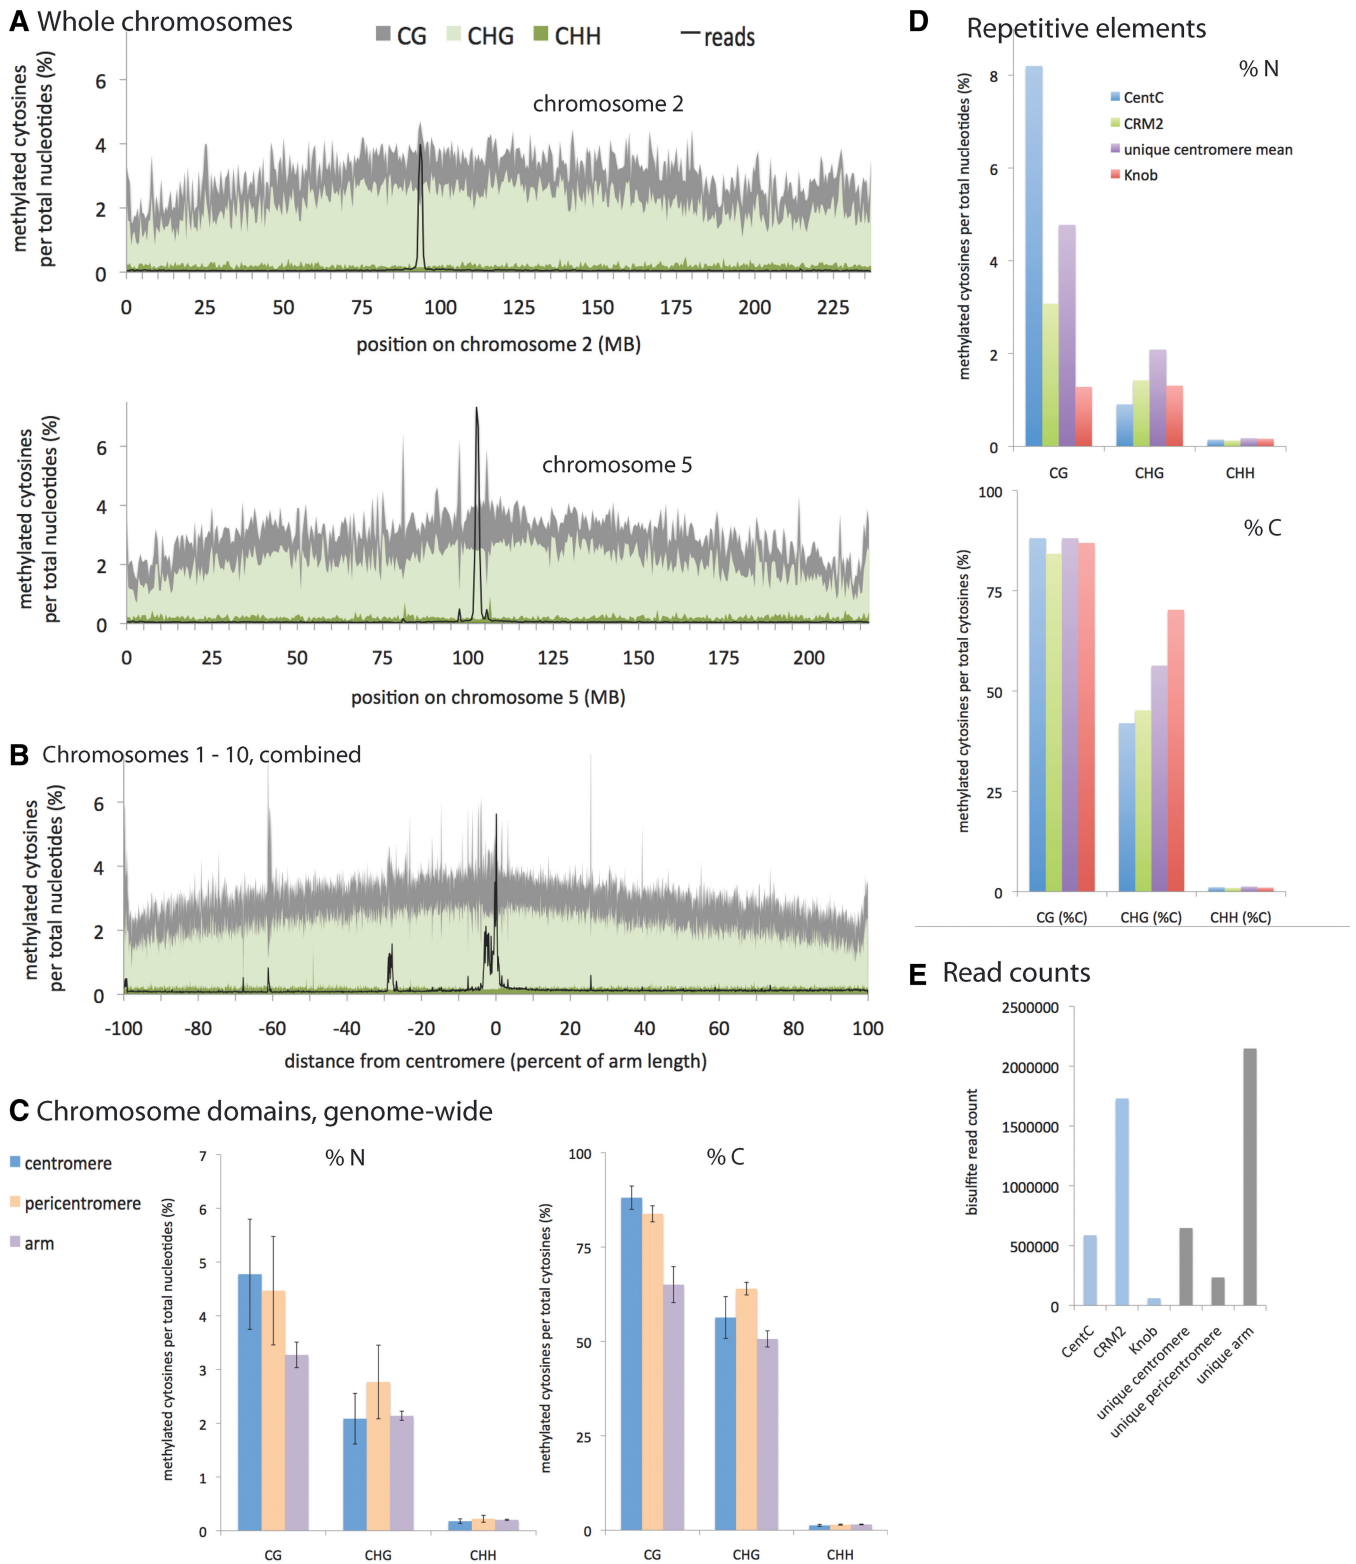 A Whole chromosomes
CG CHG CHH reads
methylated cytosines
per total nucleotides (%)
6
4
2
0
chromosome 2
0 25 50 75 100 125 150 175 200 225
position on chromosome 2 (MB)
methylated cytosines
per total nucleotides (%)
6
4
2
0
chromosome 5
0 25 50 75 100 125 150 175 200
position on chromosome 5 (MB)
B Chromosomes 1 - 10, combined
methylated cytosines
per total nucleotides (%)
6
4
2
0
-100 -80 -60 -40 -20 0 20 40 60 80 100
distance from centromere (percent of arm length)
C Chromosome domains, genome-wide
centromere
pericentromere
arm
% N
methylated cytosines per total nucleotides (%)
7
6
5
4
3
2
1
0
CG CHG CHH
% C
methylated cytosines per total cytosines (%)
100
75
50
25
0
CG CHG CHH
D Repetitive elements
% N
CentC
CRM2
unique centromere mean
Knob
methylated cytosines per total nucleotides (%)
8
6
4
2
0
CG CHG CHH
% C
methylated cytosines per total cytosines (%)
100
75
50
25
0
CG (%C) CHG (%C) CHH (%C)
E Read counts
bisulfite read count
2500000
2000000
1500000
1000000
500000
0
CentC
CRM2
Knob
unique centromere
unique pericentromere
unique arm